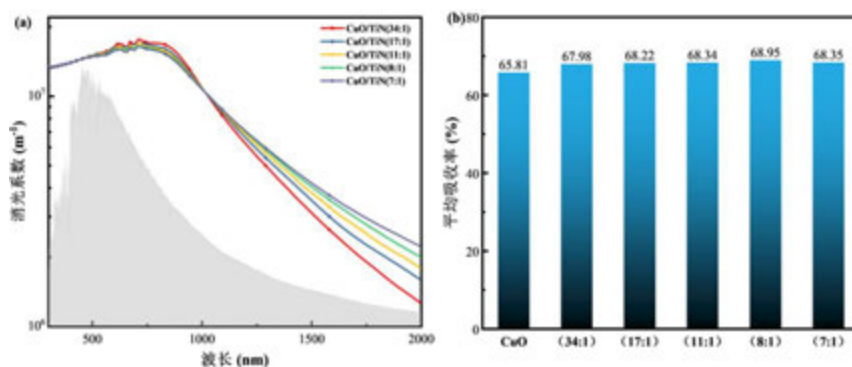 (a)
CuO/TiN(34:1)
CuO/TiN(17:1)
CuO/TiN(11:1)
CuO/TiN(8:1)
CuO/TiN(7:1)
消光系数 (m⁻¹)
10⁷
10⁶
500
1000
1500
2000
波长 (nm)
(b)
平均吸收率 (%)
80
60
40
20
0
65.81
67.98
68.22
68.34
68.95
68.35
CuO
(34:1)
(17:1)
(11:1)
(8:1)
(7:1)